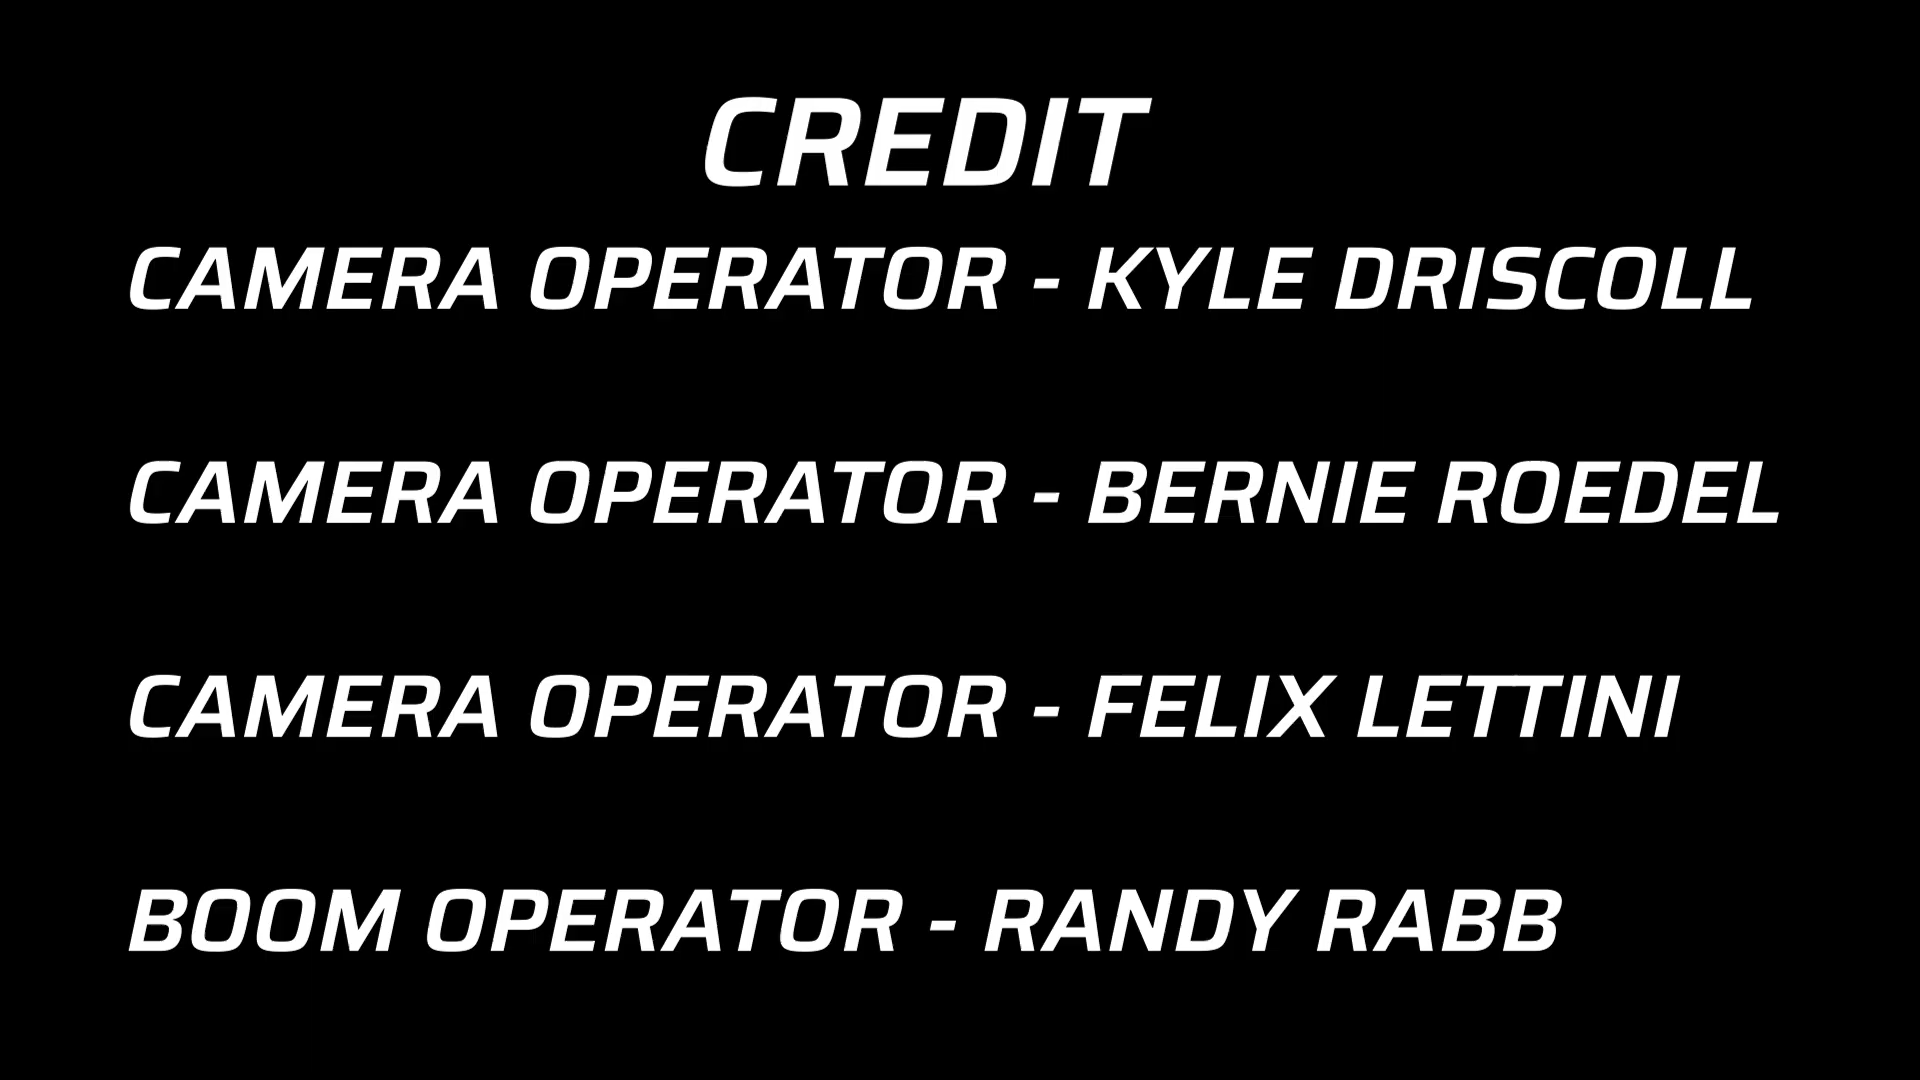 CREDIT
CAMERA OPERATOR - KYLE DRISCOLL
CAMERA OPERATOR - BERNIE ROEDEL
CAMERA OPERATOR - FELIX LETTINI
BOOM OPERATOR - RANDY RABB